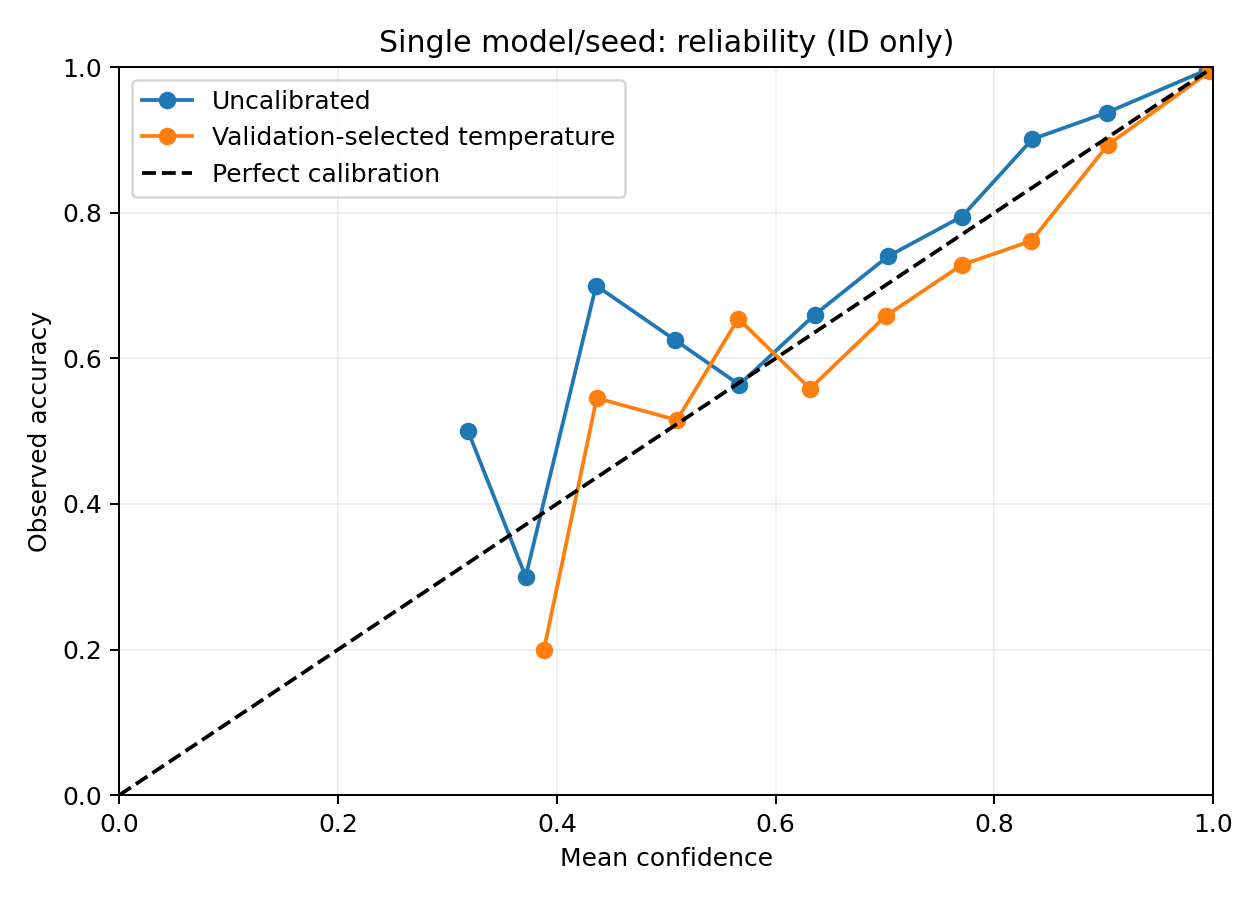 Single model/seed: reliability (ID only)
1.0
0.8
0.6
0.4
0.2
0.0
Observed accuracy
Uncalibrated
Validation-selected temperature
Perfect calibration
0.0 0.2 0.4 0.6 0.8 1.0
Mean confidence